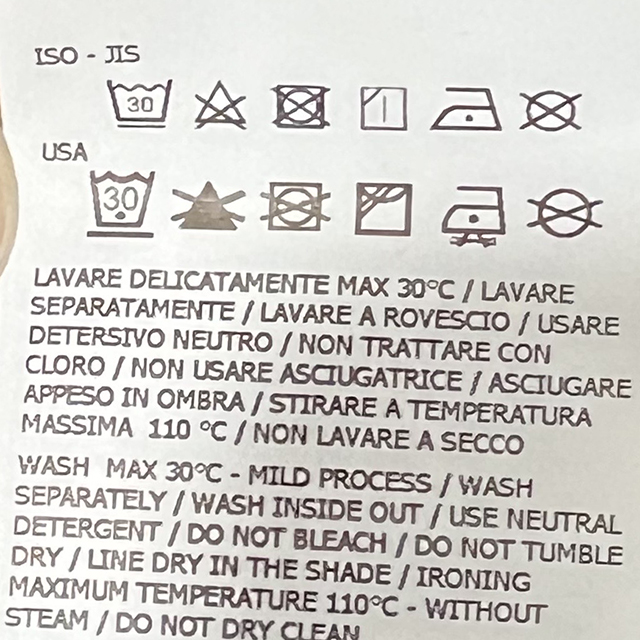 ISO - JIS
30
USA
30
LAVARE DELICATAMENTE MAX 30°C / LAVARE
SEPARATAMENTE / LAVARE A ROVESCIO / USARE
DETERSIVO NEUTRO / NON TRATTARE CON
CLORO / NON USARE ASCIUGATRICE / ASCIUGARE
APPESO IN OMBRA / STIRARE A TEMPERATURA
MASSIMA 110 °C / NON LAVARE A SECCO
WASH MAX 30°C - MILD PROCESS / WASH
SEPARATELY / WASH INSIDE OUT / USE NEUTRAL
DETERGENT / DO NOT BLEACH / DO NOT TUMBLE
DRY / LINE DRY IN THE SHADE / IRONING
MAXIMUM TEMPERATURE 110°C - WITHOUT
STEAM / DO NOT DRY CLEAN